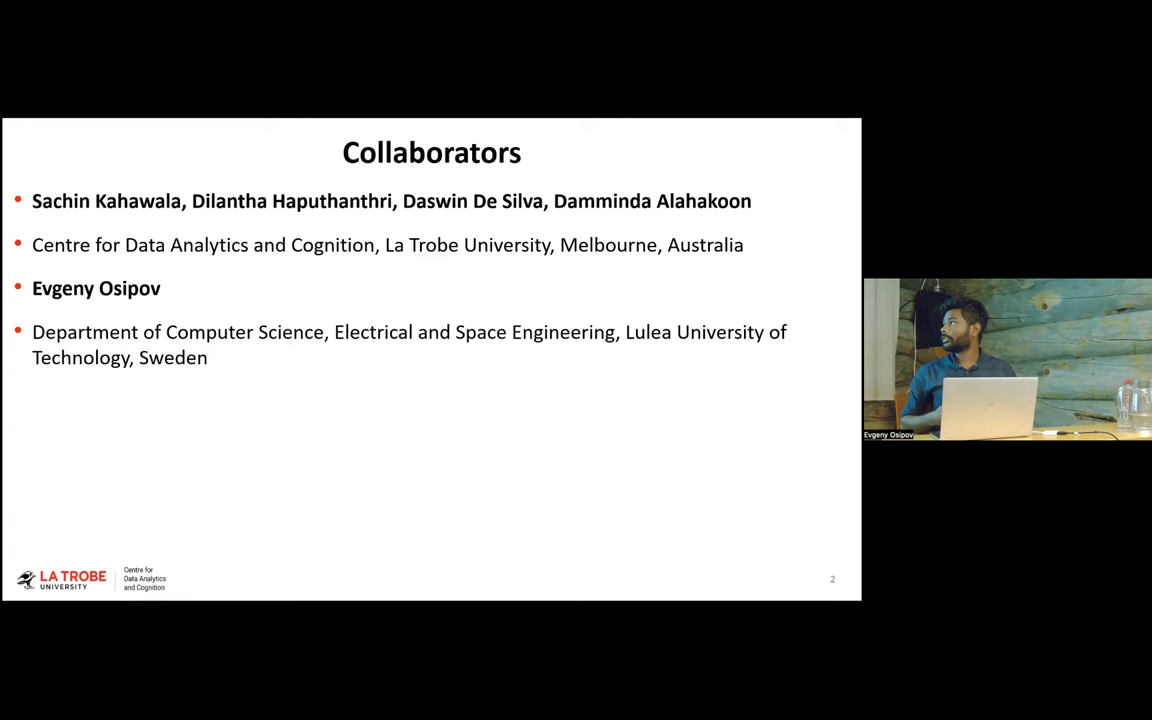 Collaborators
Sachin Kahawala, Dilantha Haputhanthri, Daswin De Silva, Damminda Alahakoon
Centre for Data Analytics and Cognition, La Trobe University, Melbourne, Australia
Evgeny Osipov
Department of Computer Science, Electrical and Space Engineering, Lulea University of
Technology, Sweden
Evgeny Osipov
LA TROBE
UNIVERSITY
Centre for
Data Analytics
and Cognition
2